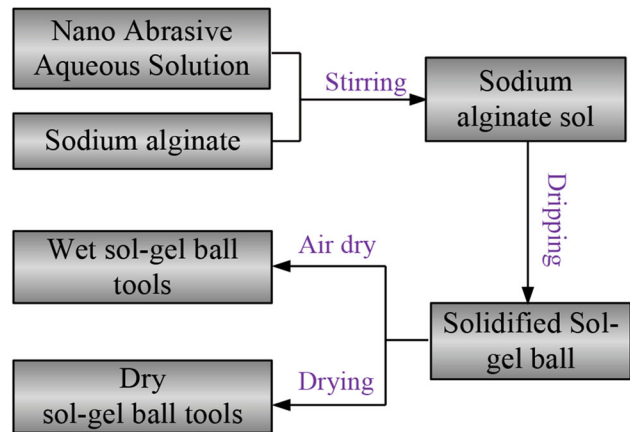 Nano Abrasive
Aqueous Solution
Sodium alginate
Stirring
Sodium
alginate sol
Dripping
Solidified Sol-
gel ball
Air dry
Wet sol-gel ball
tools
Drying
Dry
sol-gel ball tools